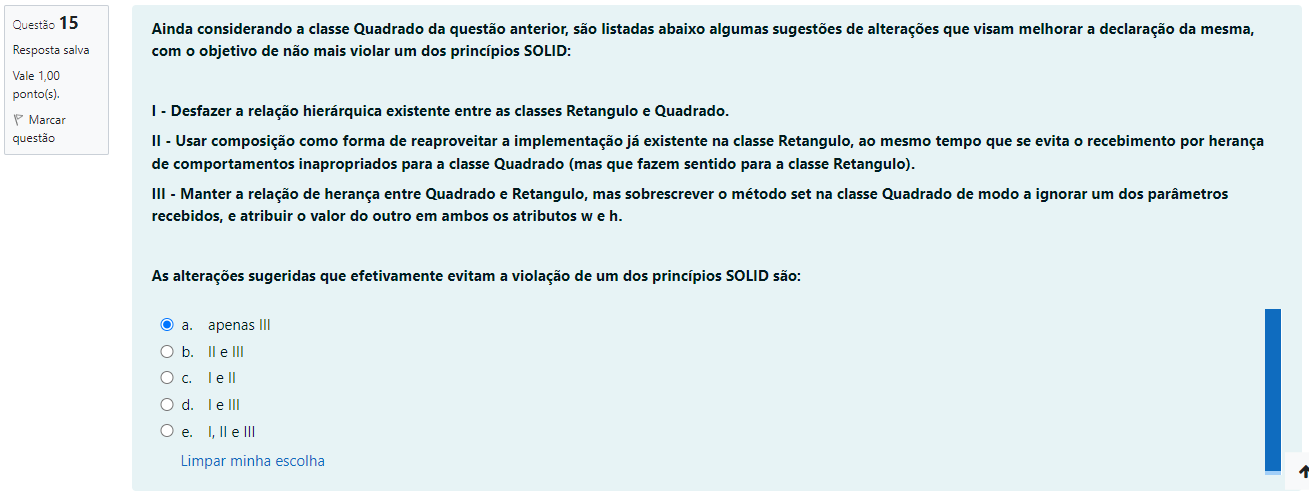 Questão 15
Resposta salva
Vale 1,00
ponto(s).
Marcar
questão
Ainda considerando a classe Quadrado da questão anterior, são listadas abaixo algumas sugestões de alterações que visam melhorar a declaração da mesma,
com o objetivo de não mais violar um dos princípios SOLID:
I - Desfazer a relação hierárquica existente entre as classes Retangulo e Quadrado.
II - Usar composição como forma de reaproveitar a implementação já existente na classe Retangulo, ao mesmo tempo que se evita o recebimento por herança
de comportamentos inapropriados para a classe Quadrado (mas que fazem sentido para a classe Retangulo).
III - Manter a relação de herança entre Quadrado e Retangulo, mas sobrescrever o método set na classe Quadrado de modo a ignorar um dos parâmetros
recebidos, e atribuir o valor do outro em ambos os atributos w e h.
As alterações sugeridas que efetivamente evitam a violação de um dos princípios SOLID são:
a. apenas III
b. II e III
c. I e II
d. I e III
e. I, II e III
Limpar minha escolha